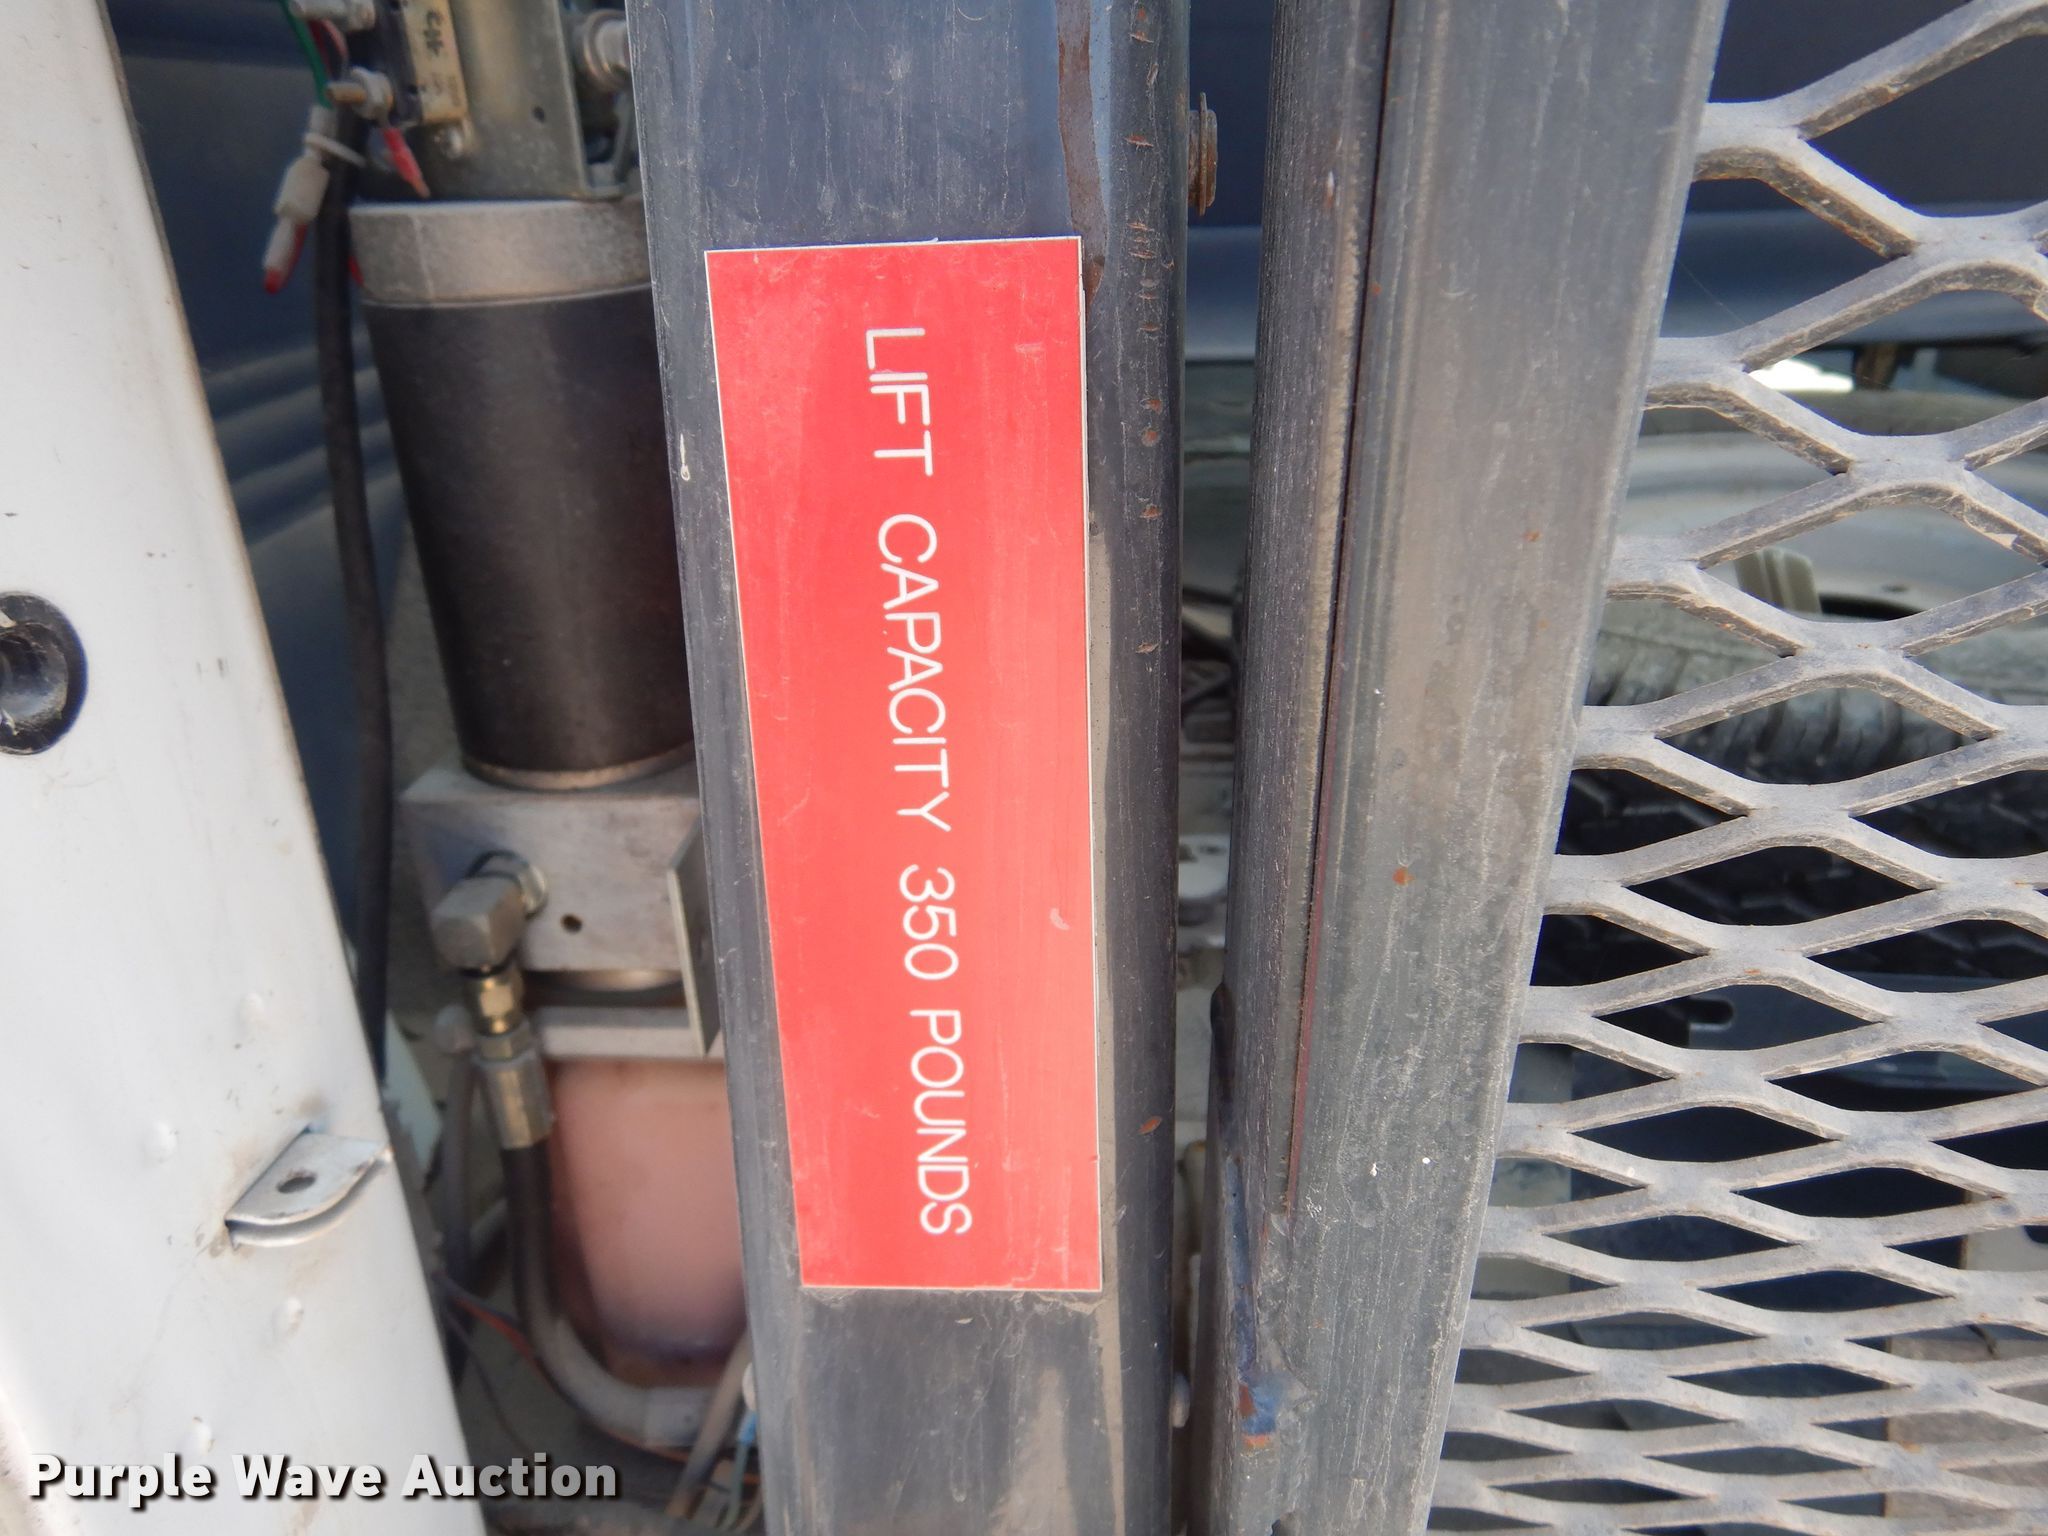 LIFT CAPACITY 350 POUNDS
Purple Wave Auction